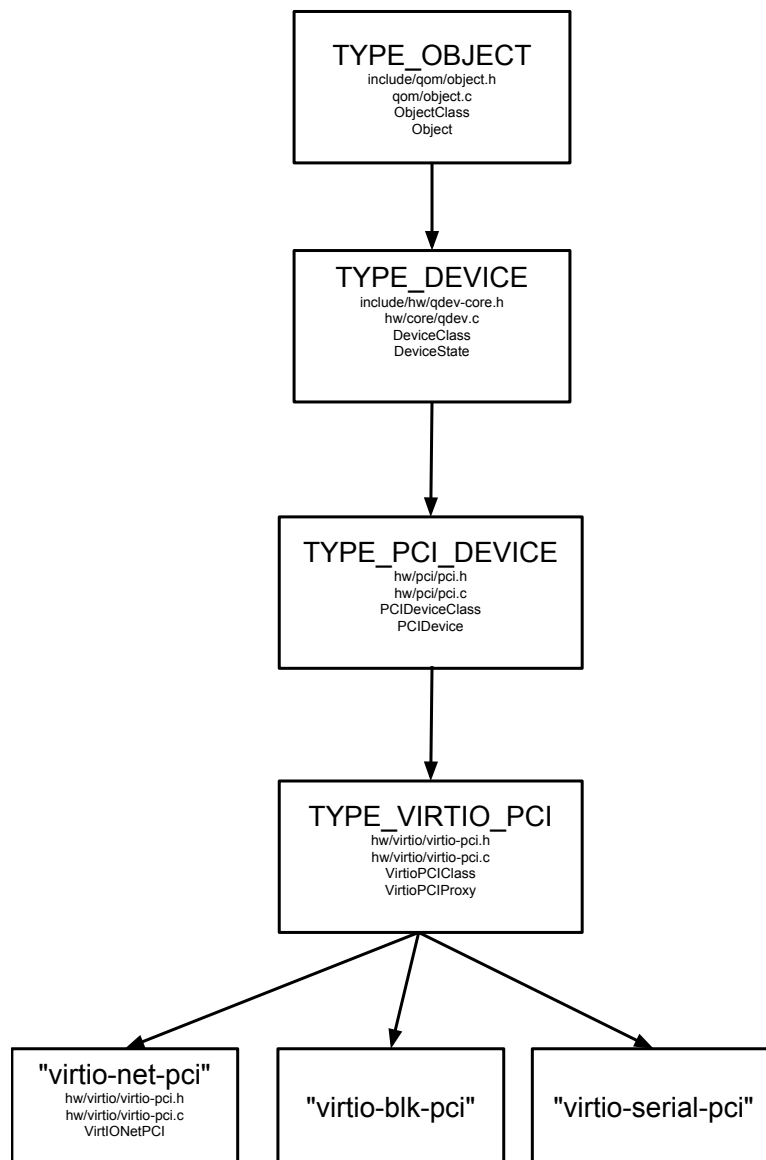 TYPE_OBJECT
include/qom/object.h
qom/object.c
ObjectClass
Object
TYPE_DEVICE
include/hw/qdev-core.h
hw/core/qdev.c
DeviceClass
DeviceState
TYPE_PCI_DEVICE
hw/pci/pci.h
hw/pci/pci.c
PCIDeviceClass
PCIDevice
TYPE_VIRTIO_PCI
hw/virtio/virtio-pci.h
hw/virtio/virtio-pci.c
VirtioPCIClass
VirtioPCIProxy
"virtio-net-pci"
hw/virtio/virtio-pci.h
hw/virtio/virtio-pci.c
VirtIONetPCI
"virtio-blk-pci"
"virtio-serial-pci"